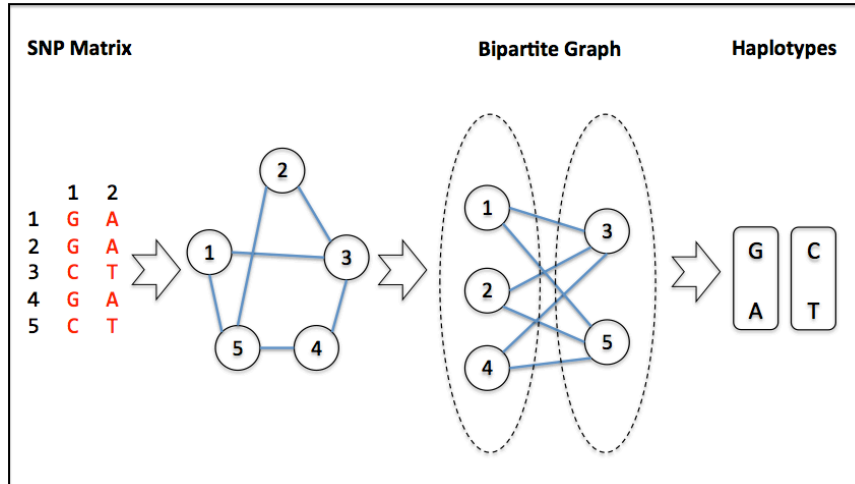 SNP Matrix
Bipartite Graph
Haplotypes
1 2
1 G A
2 G A
3 C T
4 G A
5 C T
2
1
3
5
4
1
2
4
3
5
G
A
C
T